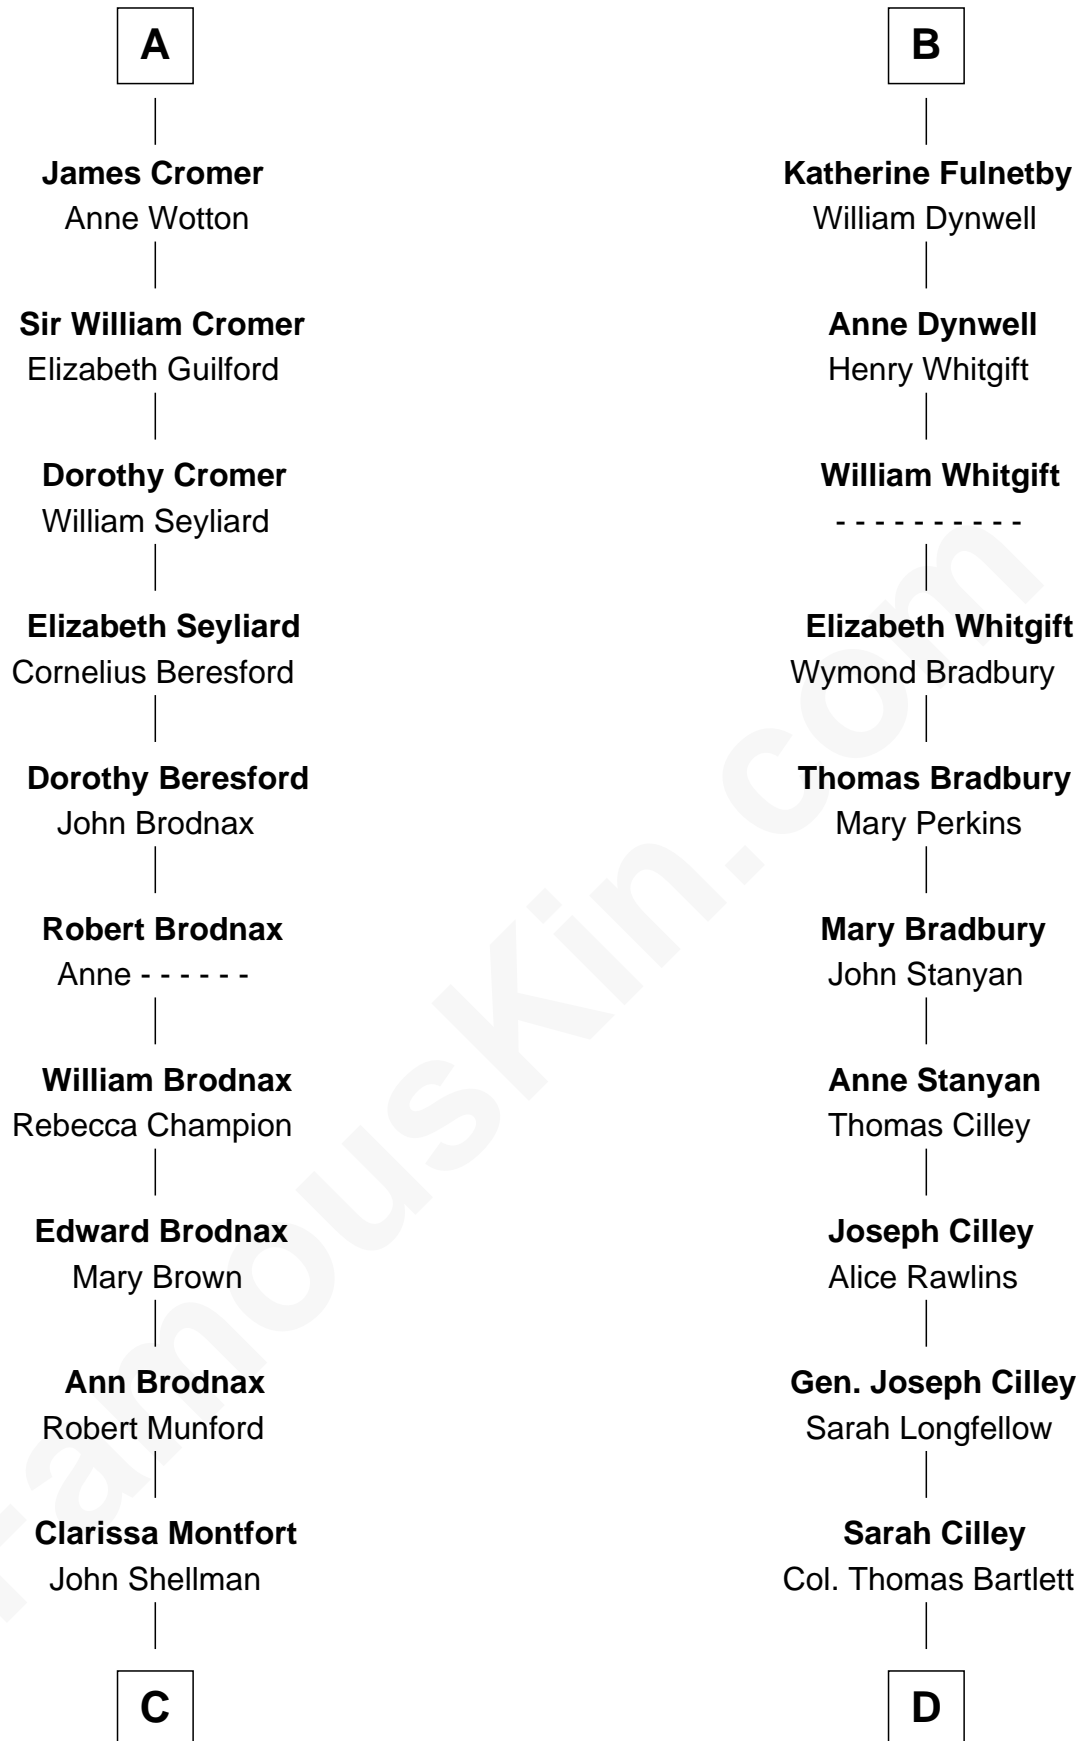 A
James Cromer
Anne Wotton
Sir William Cromer
Elizabeth Guilford
Dorothy Cromer
William Seyliard
Elizabeth Seyliard
Cornelius Beresford
Dorothy Beresford
John Brodnax
Robert Brodnax
Anne - - - - - -
William Brodnax
Rebecca Champion
Edward Brodnax
Mary Brown
Ann Brodnax
Robert Munford
Clarissa Montfort
John Shellman
C
B
Katherine Fulnetby
William Dynwell
Anne Dynwell
Henry Whitgift
William Whitgift
- - - - - - - - - -
Elizabeth Whitgift
Wymond Bradbury
Thomas Bradbury
Mary Perkins
Mary Bradbury
John Stanyan
Anne Stanyan
Thomas Cilley
Joseph Cilley
Alice Rawlins
Gen. Joseph Cilley
Sarah Longfellow
Sarah Cilley
Col. Thomas Bartlett
D
FamousKin.com